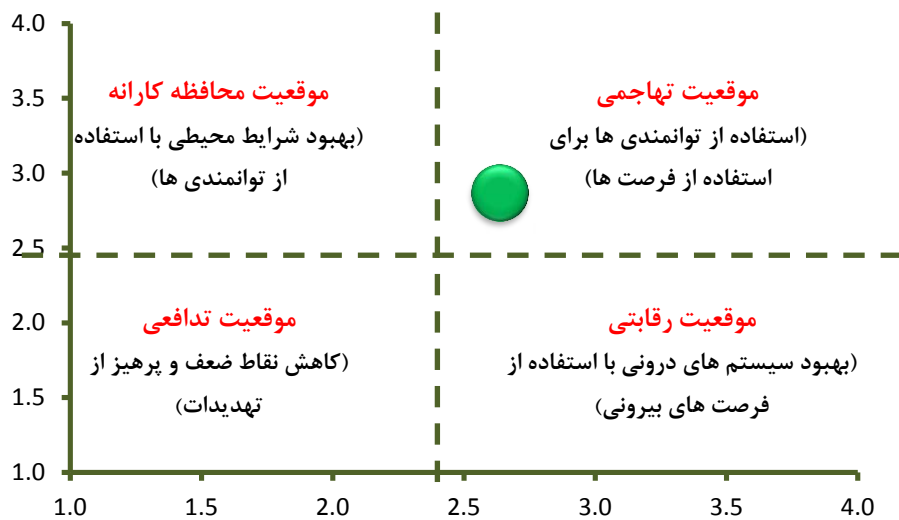 4.0
3.5
3.0
2.5
2.0
1.5
1.0
موقعیت تهاجمی
(استفاده از توانمندی ها برای
استفاده از فرصت ها)
موقعیت محافظه کارانه
(بهبود شرایط محیطی با استفاده
از توانمندی ها)
موقعیت رقابتی
(بهبود سیستم های درونی با استفاده از
فرصت های بیرونی)
موقعیت تدافعی
(کاهش نقاط ضعف و پرهیز از
تهدیدات)
1.0 1.5 2.0 2.5 3.0 3.5 4.0